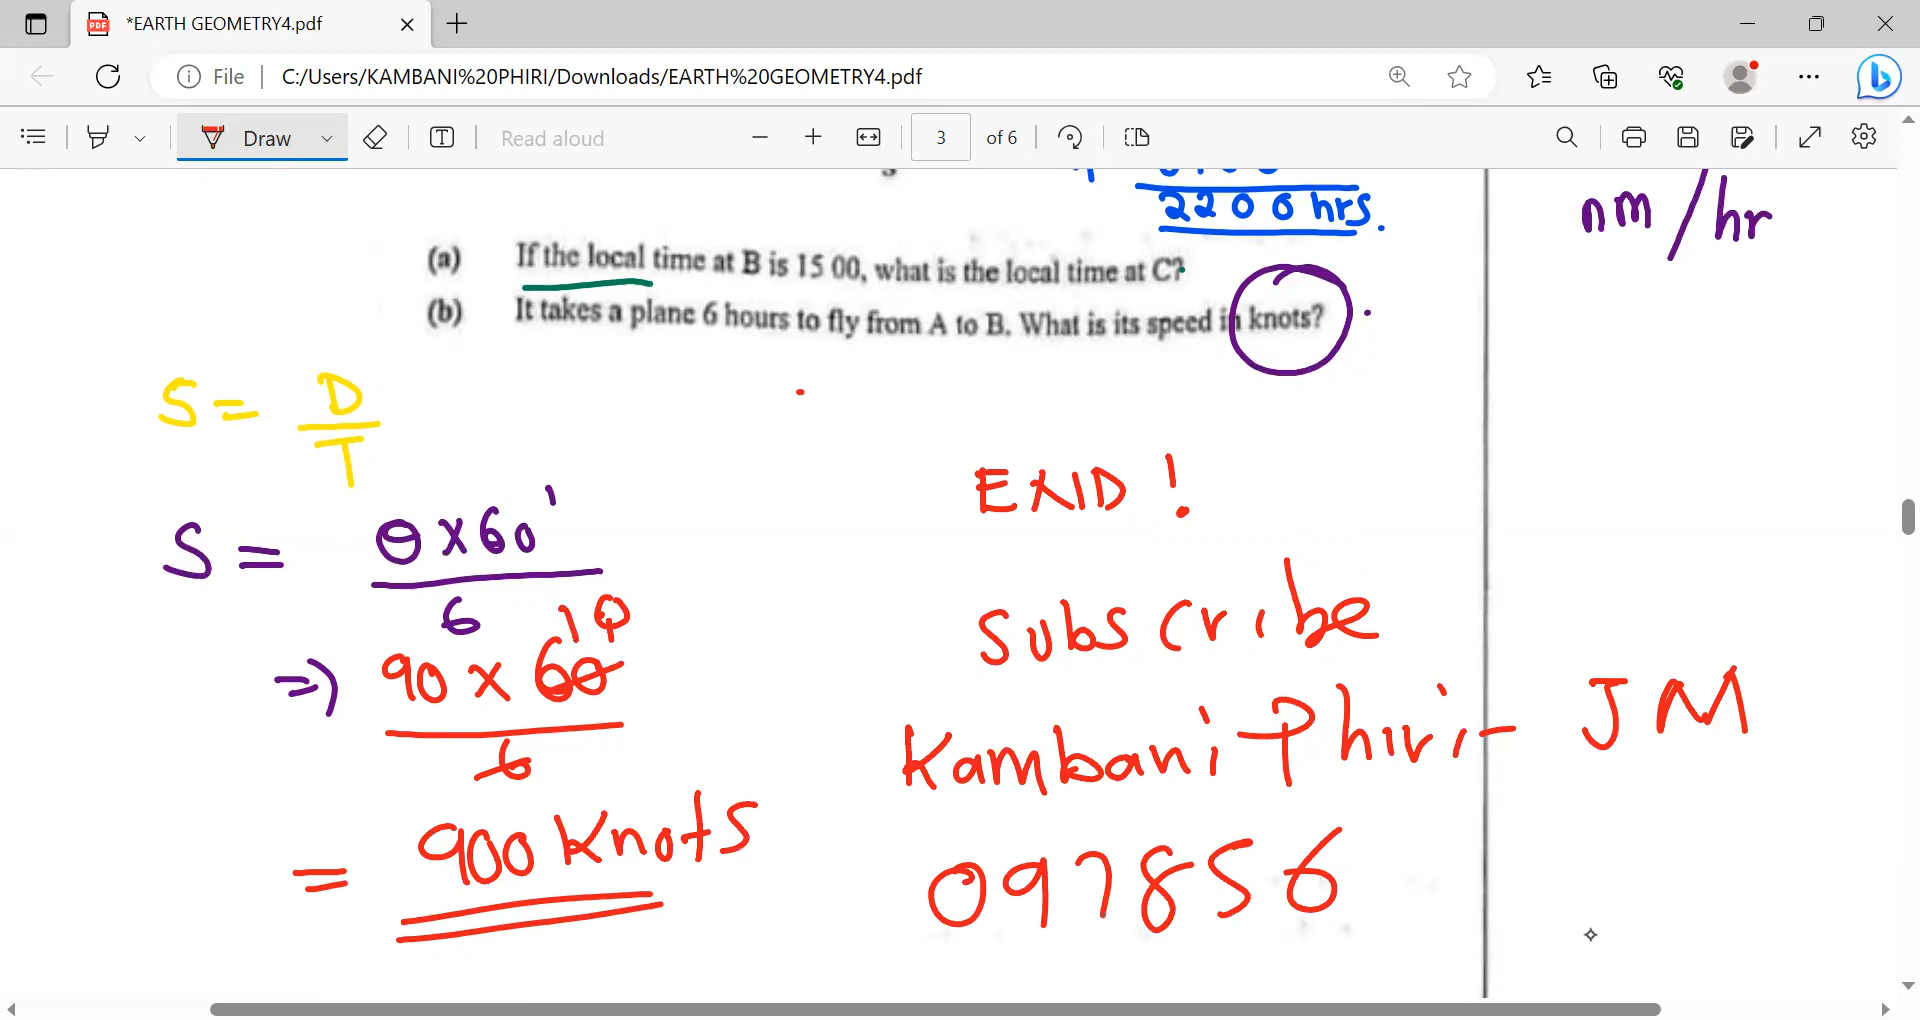 *EARTH GEOMETRY4.pdf
File C:/Users/KAMBANI%20PHIRI/Downloads/EARTH%20GEOMETRY4.pdf
Draw Read aloud 3 of 6
2200 hrs.
nm/hr
(a) If the local time at B is 15 00, what is the local time at C?
(b) It takes a plane 6 hours to fly from A to B. What is its speed in knots?
S = D/T
EXID !
S = θ x 60'
6
Subscribe
10
=> 90 x 60
6
Kambani Phiri - JM
= 900 Knots
097856